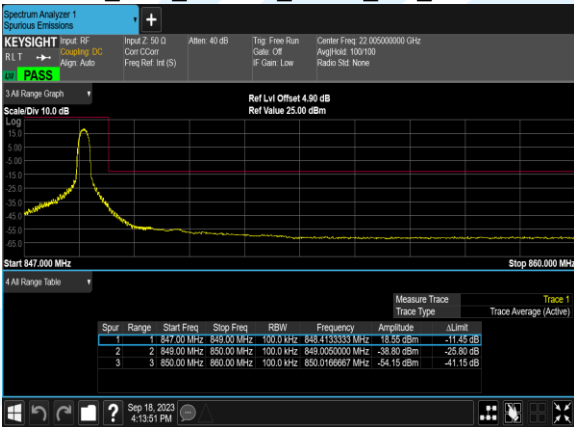 Spectrum Analyzer 1
Spurious Emissions
+
KEYSIGHT Input: RF Input Z: 50 Ω Atten: 40 dB Trig: Free Run Center Freq: 22.005000000 GHz
RLT Coupling: DC Corr CCorr Gate: Off Avg|Hold: 100/100
Align: Auto Freq Ref: Int (S) IF Gain: Low Radio Std: None
PASS
3 All Range Graph
Ref Lvl Offset 4.90 dB
Scale/Div 10.0 dB Ref Value 25.00 dBm
Log
15.0
5.00
-5.00
-15.0
-25.0
-35.0
-45.0
-55.0
-65.0
Start 847.000 MHz Stop 860.000 MHz
4 All Range Table
Measure Trace Trace 1
Trace Type Trace Average (Active)
Spur Range Start Freq Stop Freq RBW Frequency Amplitude ΔLimit
1 1 847.00 MHz 849.00 MHz 100.0 kHz 848.4133333 MHz 18.55 dBm -11.45 dB
2 2 849.00 MHz 850.00 MHz 100.0 kHz 849.0050000 MHz -38.80 dBm -25.80 dB
3 3 850.00 MHz 860.00 MHz 100.0 kHz 850.0166667 MHz -54.15 dBm -41.15 dB
? Sep 18, 2023
4:13:51 PM